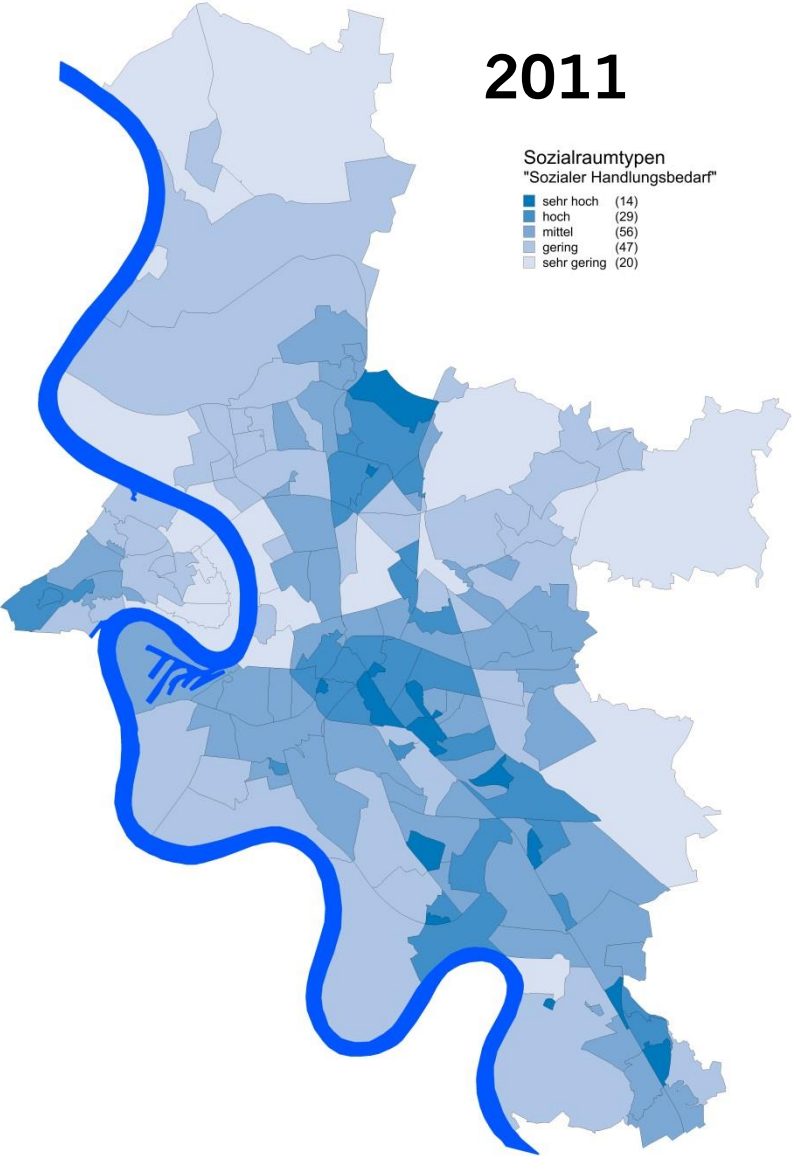 2011
Sozialraumtypen
"Sozialer Handlungsbedarf"
sehr hoch (14)
hoch (29)
mittel (56)
gering (47)
sehr gering (20)